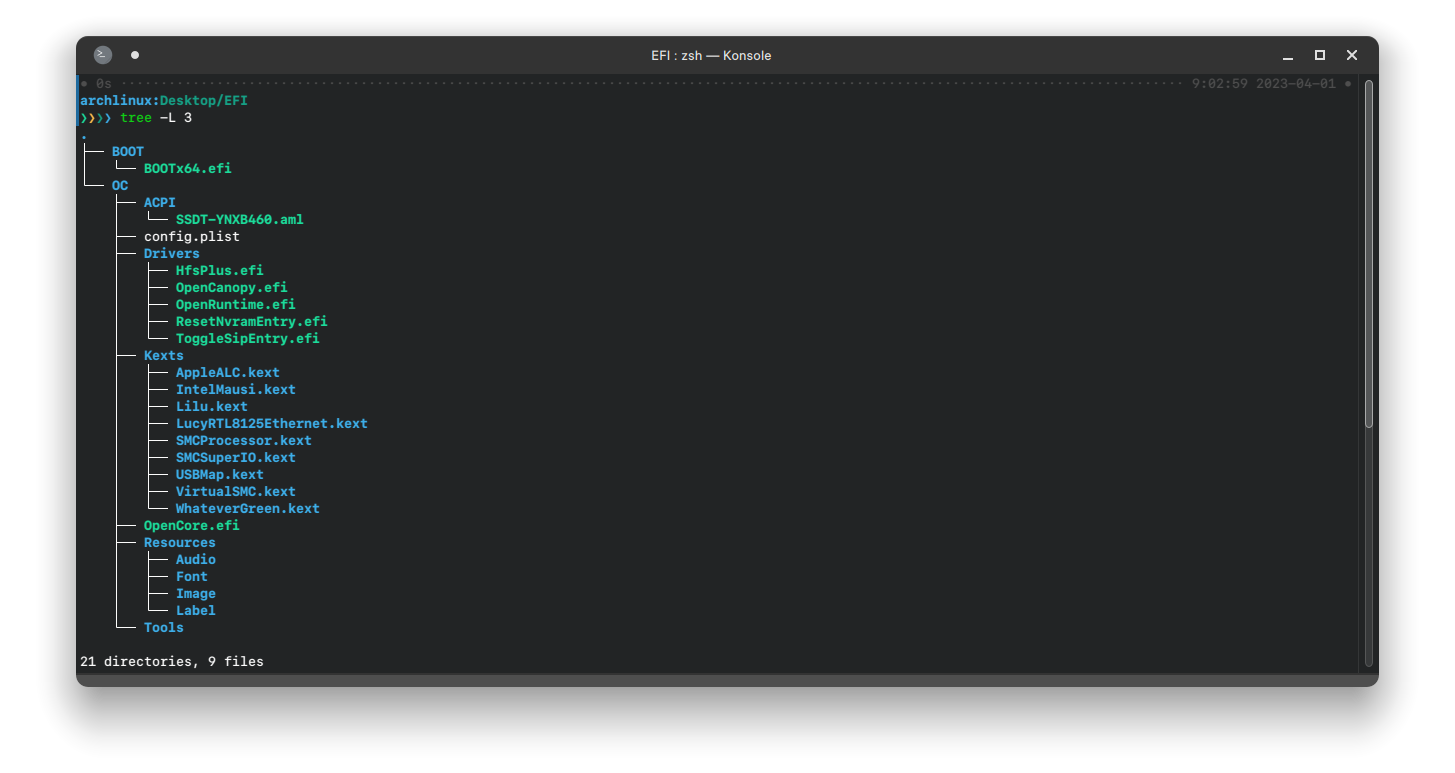 EFI : zsh — Konsole
0s 9:02:59 2023-04-01
archlinux:Desktop/EFI
❯❯❯❯ tree -L 3
.
├── BOOT
│   └── BOOTx64.efi
└── OC
    ├── ACPI
    │   └── SSDT-YNXB460.aml
    ├── config.plist
    ├── Drivers
    │   ├── HfsPlus.efi
    │   ├── OpenCanopy.efi
    │   ├── OpenRuntime.efi
    │   ├── ResetNvramEntry.efi
    │   └── ToggleSipEntry.efi
    ├── Kexts
    │   ├── AppleALC.kext
    │   ├── IntelMausi.kext
    │   ├── Lilu.kext
    │   ├── LucyRTL8125Ethernet.kext
    │   ├── SMCProcessor.kext
    │   ├── SMCSuperIO.kext
    │   ├── USBMap.kext
    │   ├── VirtualSMC.kext
    │   └── WhateverGreen.kext
    ├── OpenCore.efi
    ├── Resources
    │   ├── Audio
    │   ├── Font
    │   ├── Image
    │   └── Label
    └── Tools
21 directories, 9 files